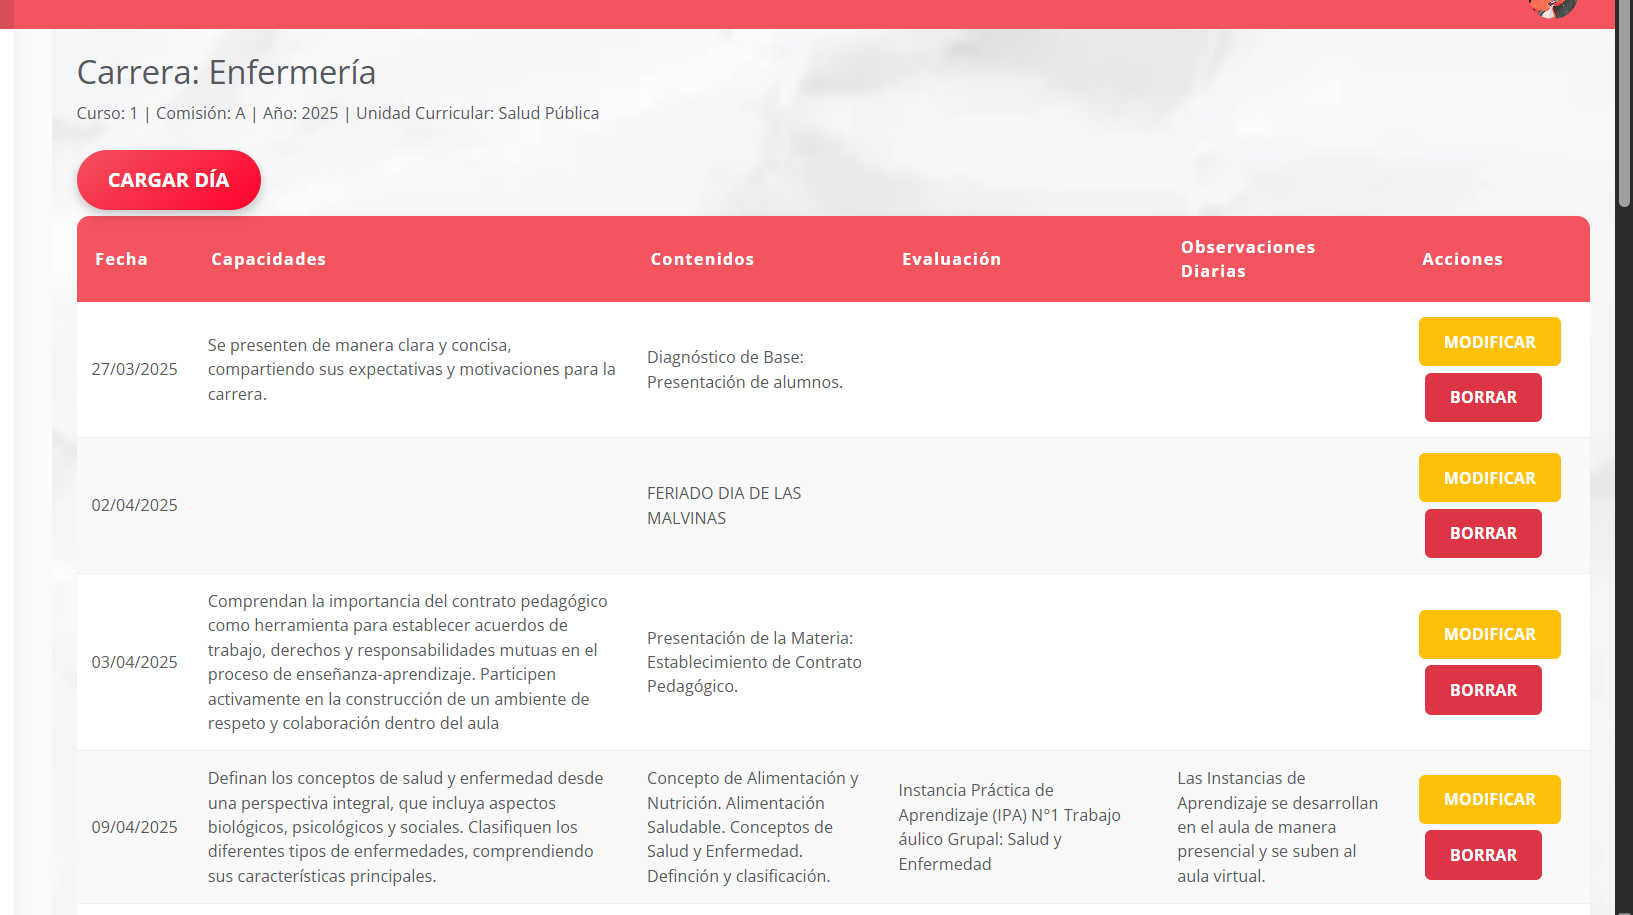 Carrera: Enfermería
Curso: 1 | Comisión: A | Año: 2025 | Unidad Curricular: Salud Pública
CARGAR DÍA
Fecha
Capacidades
Contenidos
Evaluación
Observaciones
Diarias
Acciones
27/03/2025
Se presenten de manera clara y concisa,
compartiendo sus expectativas y motivaciones para la
carrera.
Diagnóstico de Base:
Presentación de alumnos.
MODIFICAR
BORRAR
02/04/2025
FERIADO DIA DE LAS
MALVINAS
MODIFICAR
BORRAR
03/04/2025
Comprendan la importancia del contrato pedagógico
como herramienta para establecer acuerdos de
trabajo, derechos y responsabilidades mutuas en el
proceso de enseñanza-aprendizaje. Participen
activamente en la construcción de un ambiente de
respeto y colaboración dentro del aula
Presentación de la Materia:
Establecimiento de Contrato
Pedagógico.
MODIFICAR
BORRAR
09/04/2025
Definan los conceptos de salud y enfermedad desde
una perspectiva integral, que incluya aspectos
biológicos, psicológicos y sociales. Clasifiquen los
diferentes tipos de enfermedades, comprendiendo
sus características principales.
Concepto de Alimentación y
Nutrición. Alimentación
Saludable. Conceptos de
Salud y Enfermedad.
Definción y clasificación.
Instancia Práctica de
Aprendizaje (IPA) N°1 Trabajo
áulico Grupal: Salud y
Enfermedad
Las Instancias de
Aprendizaje se desarrollan
en el aula de manera
presencial y se suben al
aula virtual.
MODIFICAR
BORRAR